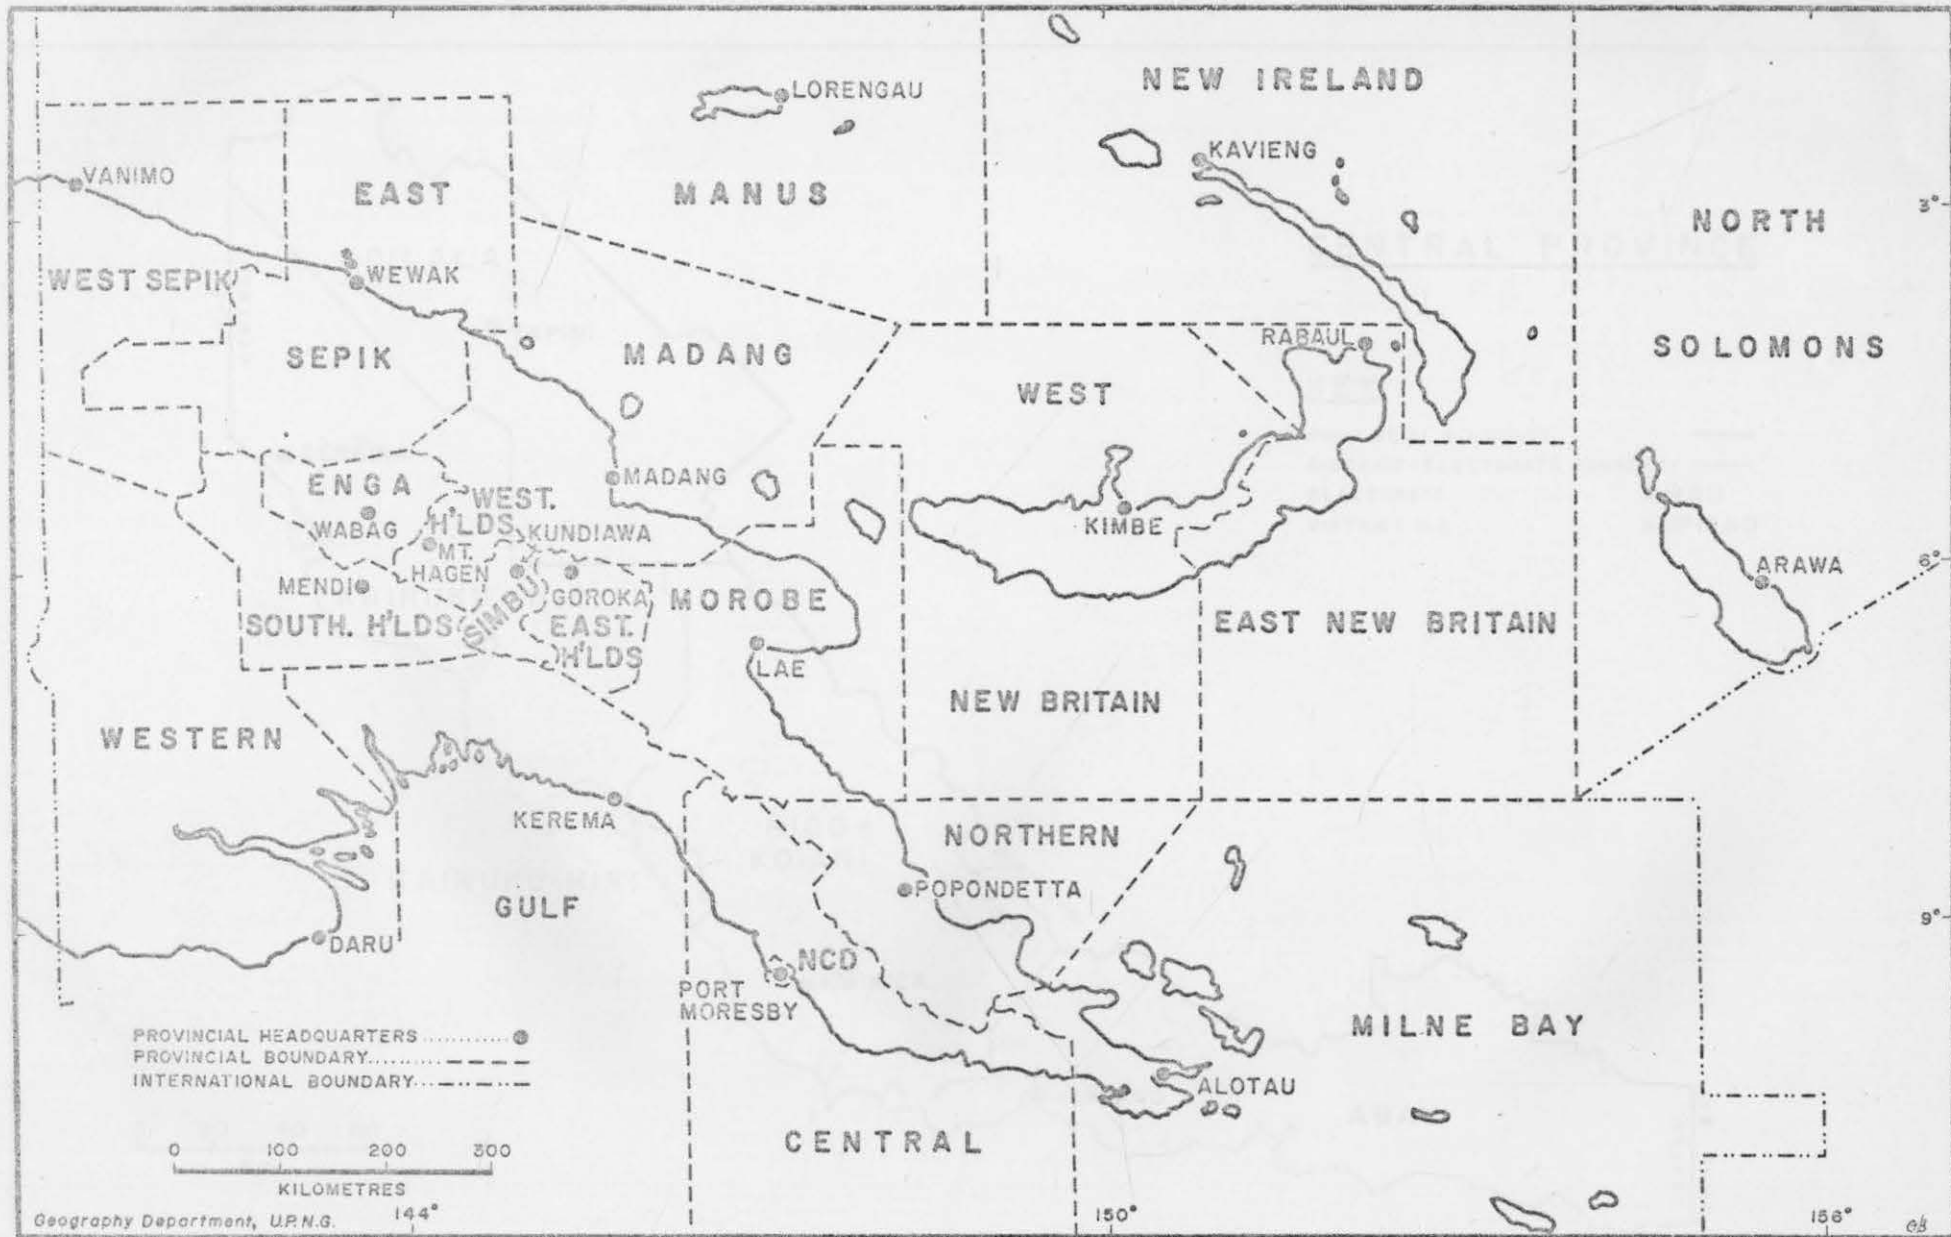 LORENGAU
NEW IRELAND
KAVIENG
VANIMO
EAST
MANUS
3°
NORTH
WEST SEPIK
WEWAK
SEPIK
MADANG
RABAUL
SOLOMONS
WEST
MADANG
ENGA
WABAG
WEST.
H'LDS
KUNDIAWA
MT.
HAGEN
KIMBE
ARAWA
6°
MENDI
GOROKA
MOROBE
SOUTH. H'LDS
SIMBU
EAST.
H'LDS
EAST NEW BRITAIN
LAE
NEW BRITAIN
WESTERN
KEREMA
NORTHERN
POPONDETTA
GULF
9°
DARU
NCD
PORT
MORESBY
MILNE BAY
PROVINCIAL HEADQUARTERS
PROVINCIAL BOUNDARY
INTERNATIONAL BOUNDARY
ALOTAU
CENTRAL
0 100 200 300
KILOMETRES
Geography Department, U.P.N.G.
144°
150°
156°